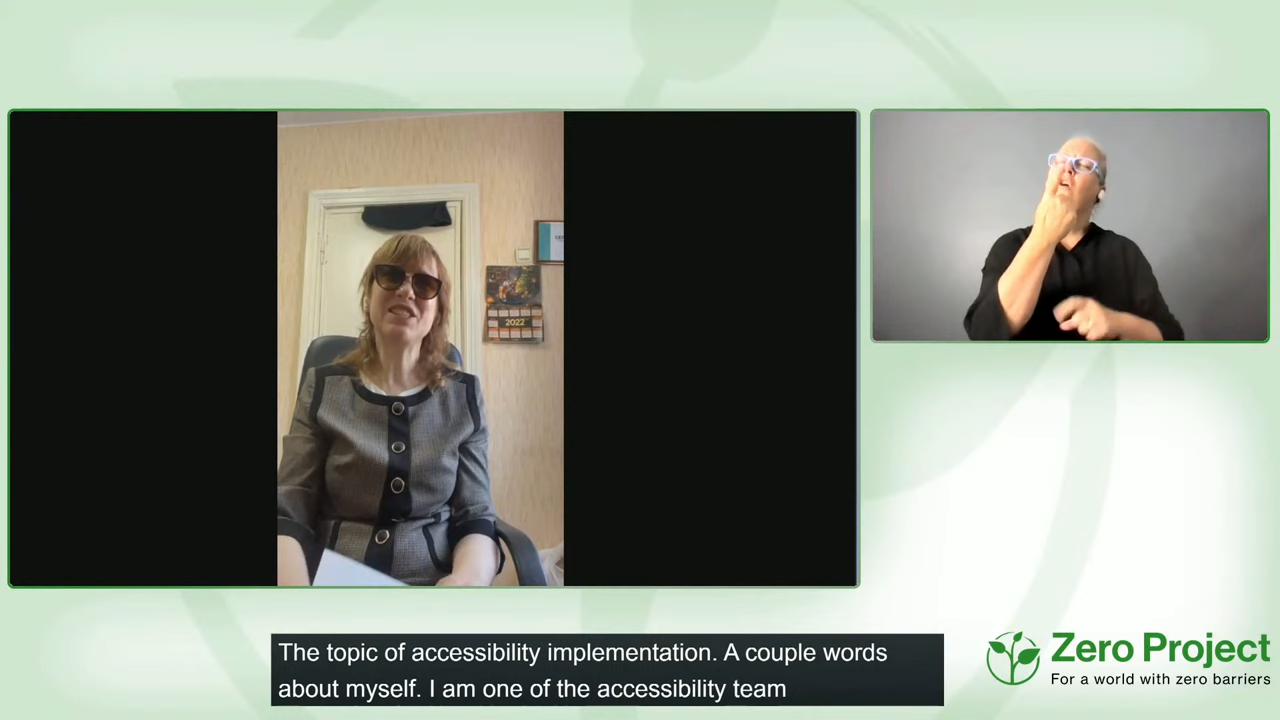 2022
The topic of accessibility implementation. A couple words
about myself. I am one of the accessibility team
Zero Project
For a world with zero barriers